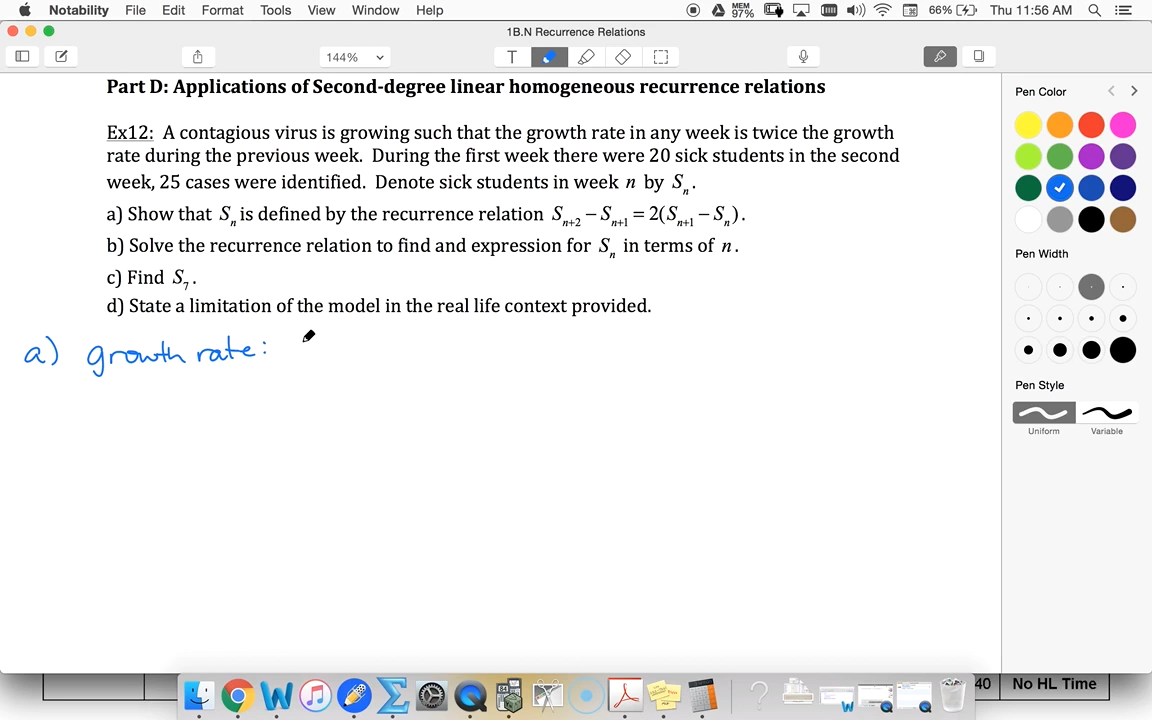 Notability File Edit Format Tools View Window Help MEM 97% 66% Thu 11:56 AM
1B.N Recurrence Relations
144% T
Part D: Applications of Second-degree linear homogeneous recurrence relations
Pen Color
Ex12: A contagious virus is growing such that the growth rate in any week is twice the growth
rate during the previous week. During the first week there were 20 sick students in the second
week, 25 cases were identified. Denote sick students in week n by Sₙ.
a) Show that Sₙ is defined by the recurrence relation Sₙ₊₂ − Sₙ₊₁ = 2(Sₙ₊₁ − Sₙ).
b) Solve the recurrence relation to find and expression for Sₙ in terms of n.
Pen Width
c) Find S₇.
d) State a limitation of the model in the real life context provided.
a) growth rate:
Pen Style
Uniform Variable
40 No HL Time